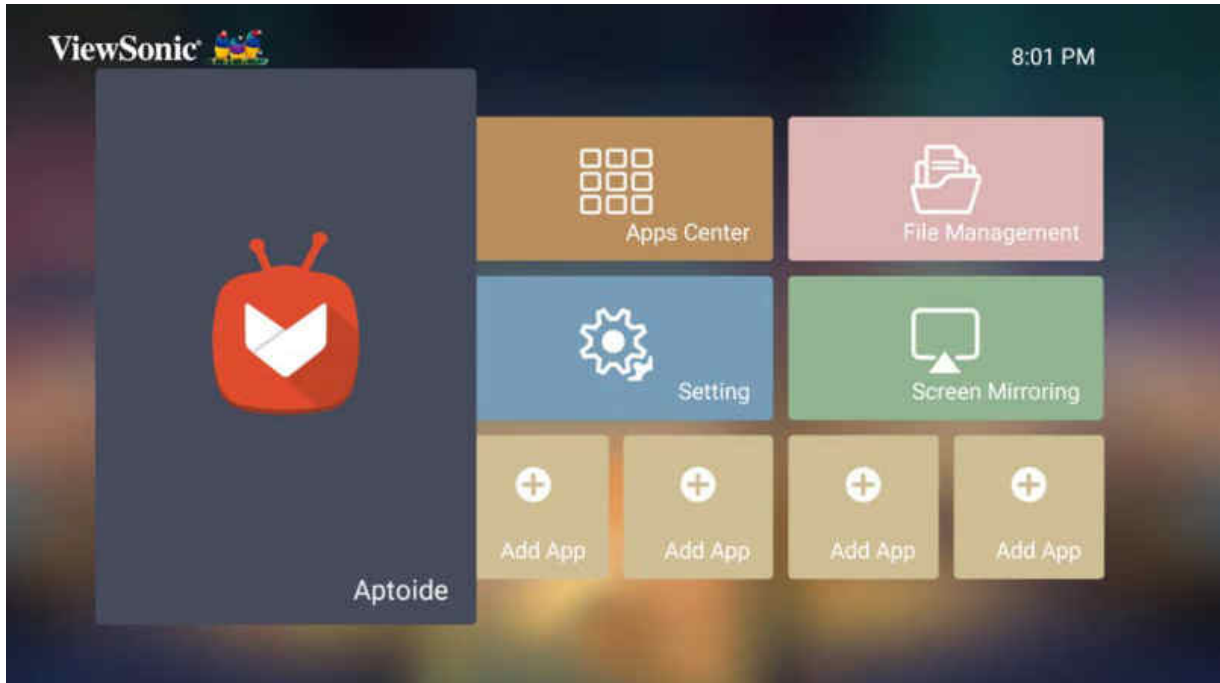 ViewSonic
8:01 PM
Apps Center
File Management
Setting
Screen Mirroring
Add App
Add App
Add App
Add App
Aptoide